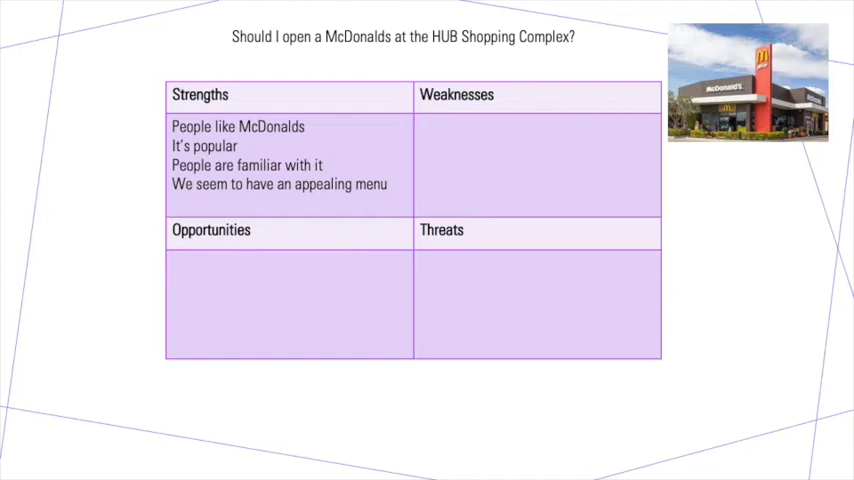 Should I open a McDonalds at the HUB Shopping Complex?
Strengths
Weaknesses
People like McDonalds
It's popular
People are familiar with it
We seem to have an appealing menu
Opportunities
Threats
McDonald's